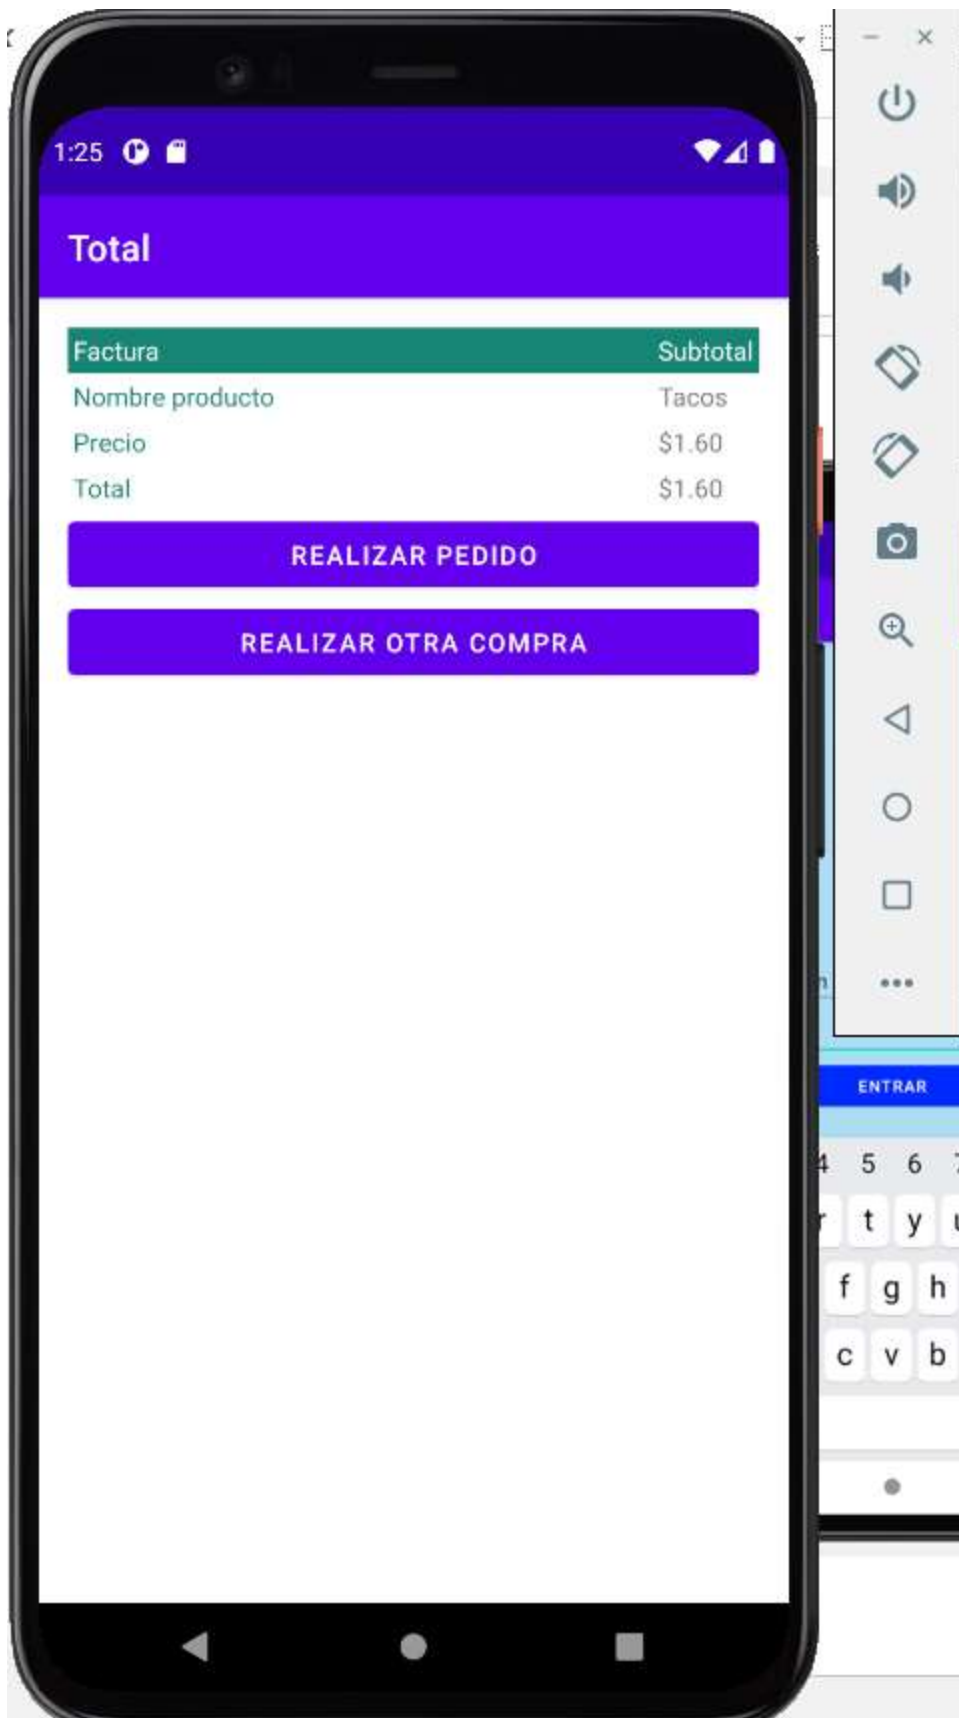 1:25
Total
Factura Subtotal
Nombre producto Tacos
Precio $1.60
Total $1.60
REALIZAR PEDIDO
REALIZAR OTRA COMPRA
ENTRAR
4 5 6
r t y u
f g h
c v b